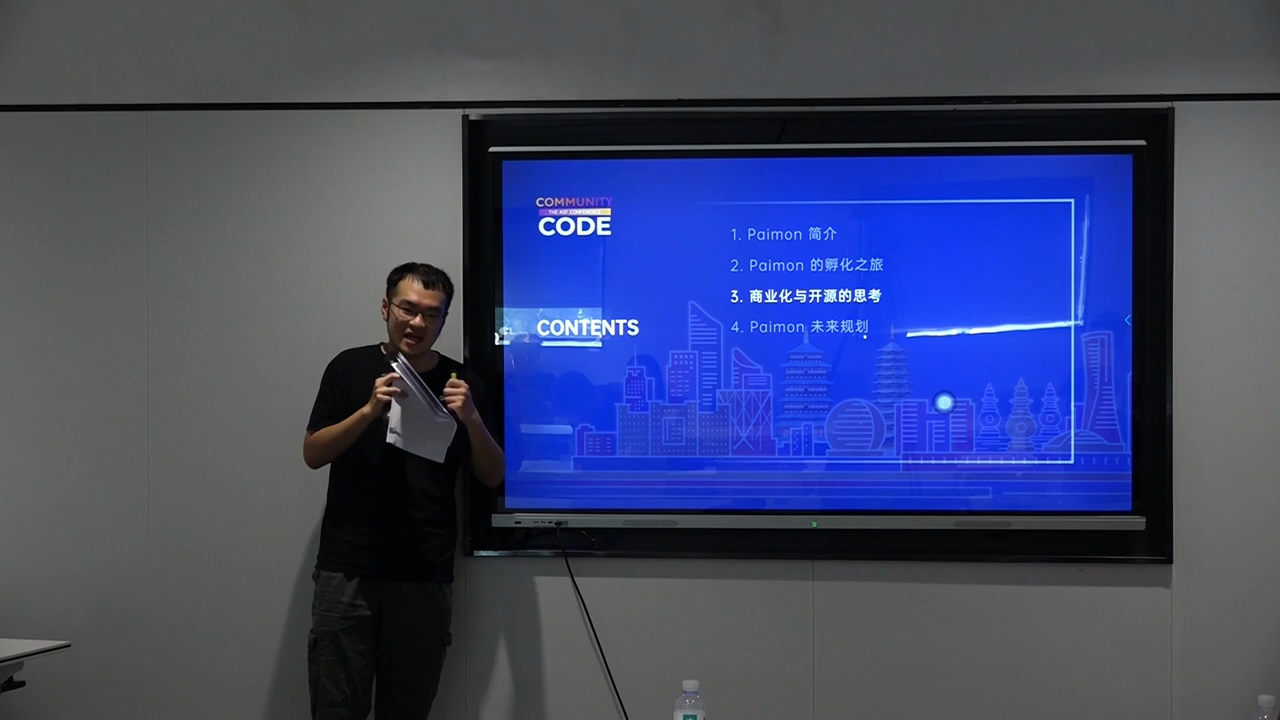 COMMUNITY
THE ASF CONFERENCE
CODE
1. Paimon 简介
2. Paimon 的孵化之旅
3. 商业化与开源的思考
4. Paimon 未来规划
CONTENTS